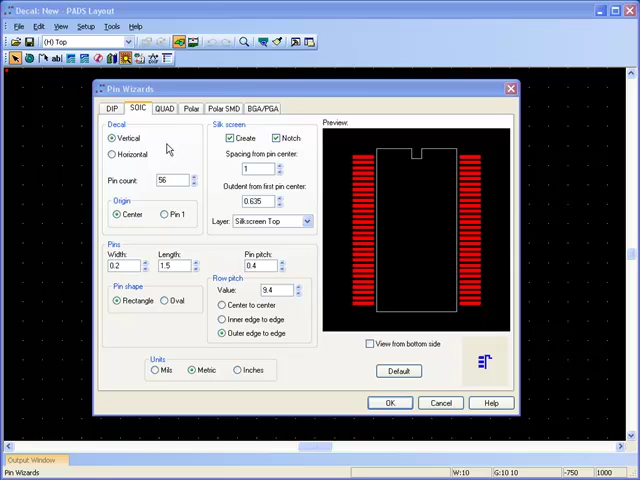 Decal: New - PADS Layout
File Edit View Setup Tools Help
(H) Top
ab
Pin Wizards
DIP SOIC QUAD Polar Polar SMD BGA/PGA
Decal
Vertical
Horizontal
Pin count: 56
Origin
Center Pin 1
Silk screen
Create Notch
Spacing from pin center:
1
Outdent from first pin center:
0.635
Layer: Silkscreen Top
Preview:
Pins
Width: Length: Pin pitch:
0.2 1.5 0.4
Pin shape
Rectangle Oval
Row pitch
Value: 9.4
Center to center
Inner edge to edge
Outer edge to edge
Units
Mils Metric Inches
View from bottom side
Default
OK Cancel Help
Output Window
Pin Wizards W:10 G:10 10 -750 1000